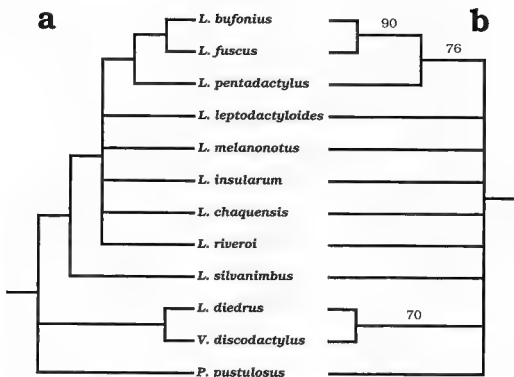 a
b
L. bufonius
90
L. fuscus
76
L. pentadactylus
L. leptodactyloides
L. melanonotus
L. insularum
L. chaquensis
L. riveroi
L. silvanimbus
L. diedrus
70
V. discodactylus
P. pustulosus